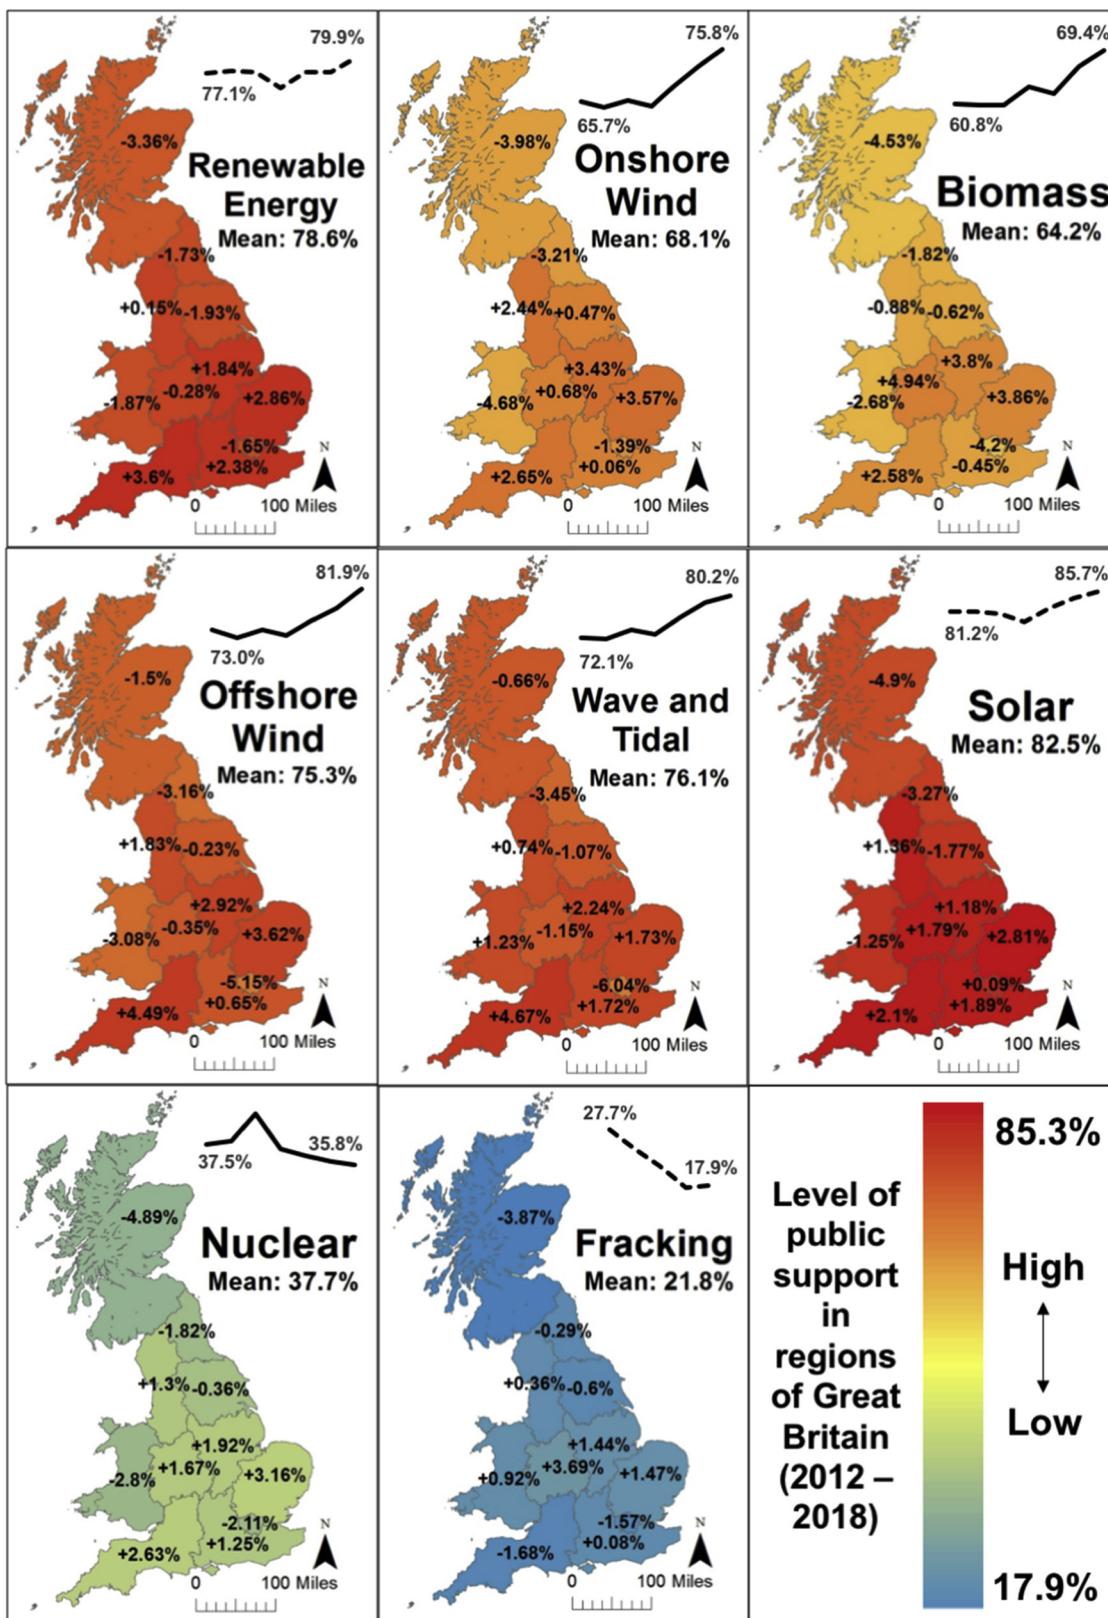 79.9%
77.1%
-3.36%
Renewable
Energy
Mean: 78.6%
-1.73%
+0.15% -1.93%
+1.84%
-0.28%
-1.87%
+2.86%
-1.65%
+2.38%
+3.6%
N
0 100 Miles
75.8%
65.7%
-3.98%
Onshore
Wind
Mean: 68.1%
-3.21%
+2.44% +0.47%
+3.43%
+0.68%
-4.68%
+3.57%
-1.39%
+0.06%
+2.65%
N
0 100 Miles
69.4%
60.8%
-4.53%
Biomass
Mean: 64.2%
-1.82%
-0.88% -0.62%
+3.8%
+4.94%
-2.68%
+3.86%
-4.2%
-0.45%
+2.58%
N
0 100 Miles
81.9%
73.0%
-1.5%
Offshore
Wind
Mean: 75.3%
-3.16%
+1.83% -0.23%
+2.92%
-0.35%
-3.08%
+3.62%
-5.15%
+0.65%
+4.49%
N
0 100 Miles
80.2%
72.1%
-0.66%
Wave and
Tidal
Mean: 76.1%
-3.45%
+0.74% -1.07%
+2.24%
-1.15%
+1.23%
+1.73%
-6.04%
+1.72%
+4.67%
N
0 100 Miles
85.7%
81.2%
-4.9%
Solar
Mean: 82.5%
-3.27%
+1.36% -1.77%
+1.18%
+1.79%
-1.25%
+2.81%
+0.09%
+1.89%
+2.1%
N
0 100 Miles
35.8%
37.5%
-4.89%
Nuclear
Mean: 37.7%
-1.82%
+1.3% -0.36%
+1.92%
+1.67%
-2.8%
+3.16%
-2.11%
+1.25%
+2.63%
N
0 100 Miles
27.7%
17.9%
-3.87%
Fracking
Mean: 21.8%
-0.29%
+0.36% -0.6%
+1.44%
+3.69%
+0.92%
+1.47%
-1.57%
+0.08%
-1.68%
N
0 100 Miles
Level of
public
support
in
regions
of Great
Britain
(2012 –
2018)
85.3%
High
Low
17.9%